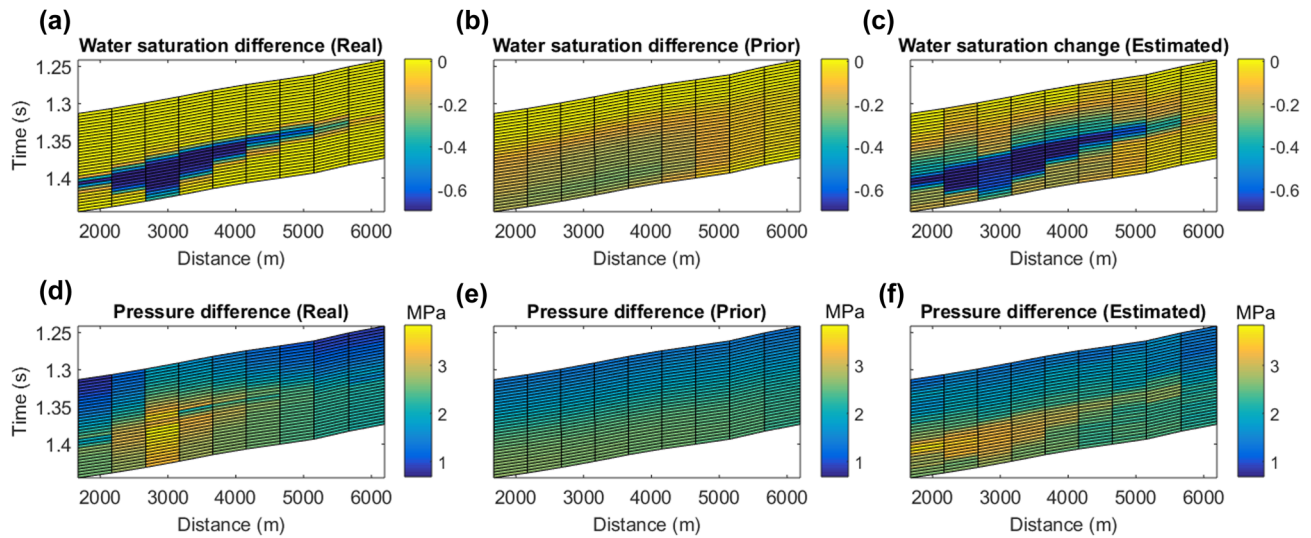 (a)
Water saturation difference (Real)
1.25
1.3
1.35
1.4
Time (s)
2000 3000 4000 5000 6000
Distance (m)
0
-0.2
-0.4
-0.6
(b)
Water saturation difference (Prior)
2000 3000 4000 5000 6000
Distance (m)
0
-0.2
-0.4
-0.6
(c)
Water saturation change (Estimated)
2000 3000 4000 5000 6000
Distance (m)
0
-0.2
-0.4
-0.6
(d)
Pressure difference (Real)
MPa
1.25
1.3
1.35
1.4
Time (s)
2000 3000 4000 5000 6000
Distance (m)
3
2
1
(e)
Pressure difference (Prior)
MPa
2000 3000 4000 5000 6000
Distance (m)
3
2
1
(f)
Pressure difference (Estimated)
MPa
2000 3000 4000 5000 6000
Distance (m)
3
2
1